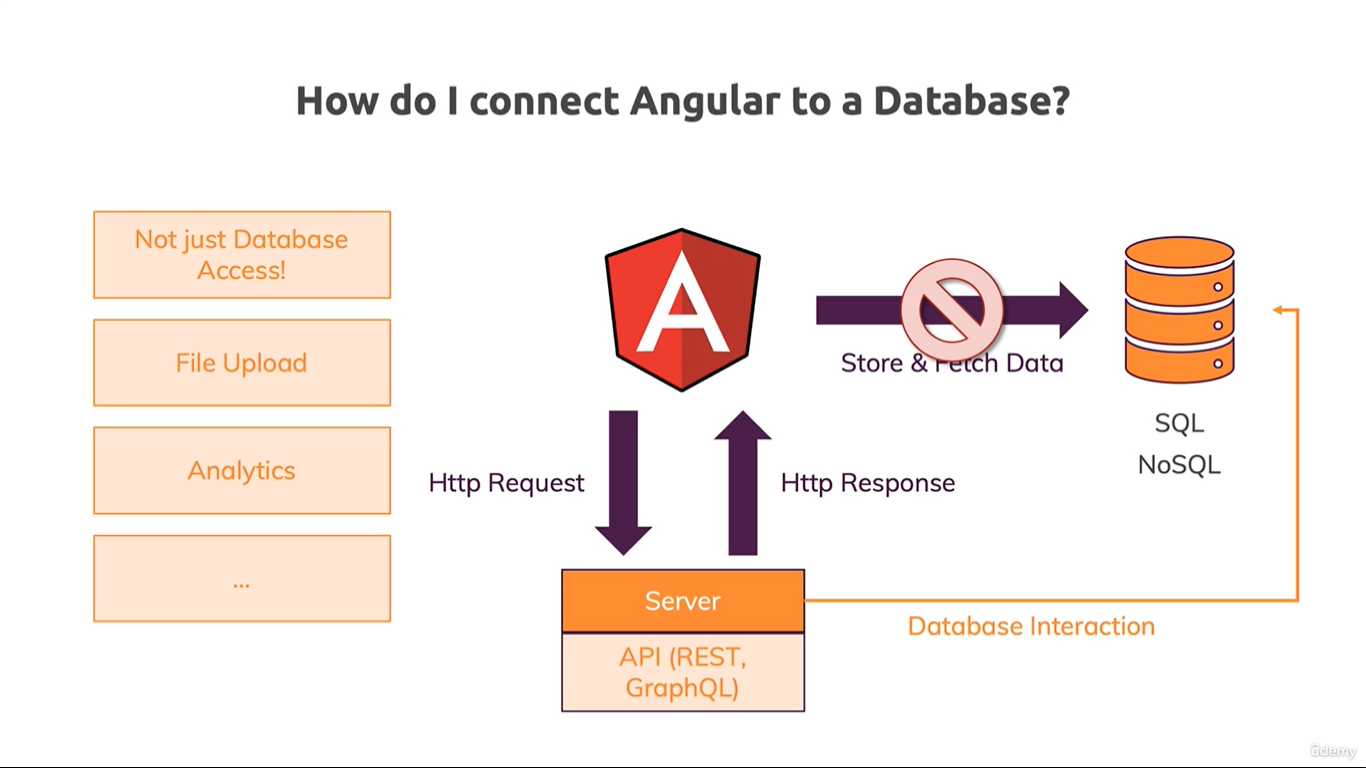 How do I connect Angular to a Database?
Not just Database
Access!
File Upload
Analytics
...
A
Store & Fetch Data
SQL
NoSQL
Http Request
Http Response
Server
API (REST,
GraphQL)
Database Interaction
ûdemy